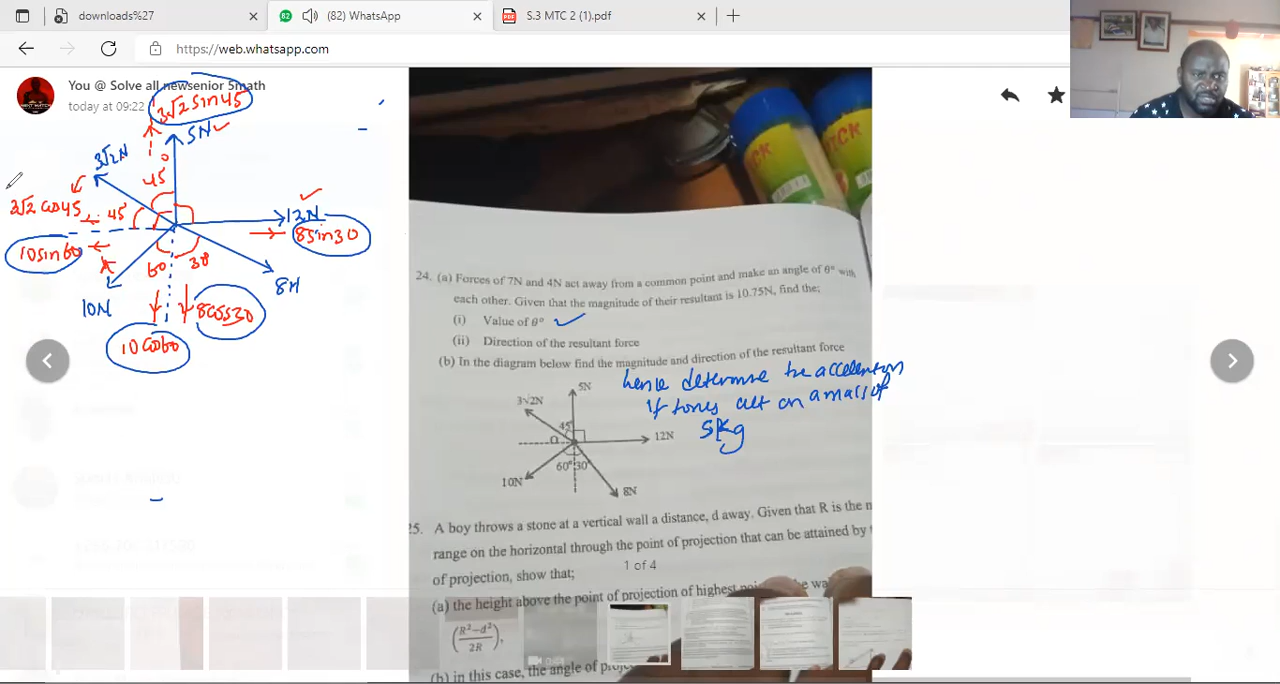 downloads%27
(82) WhatsApp
S.3 MTC 2 (1).pdf
https://web.whatsapp.com
You @ Solve all newsenior 5math
today at 09:22
3√2 sin 45
5N
3√2N
45°
3√2 cos 45
45
12N
8sin30
10sin60
60
30
8N
10N
8cos30
10cos60
24. (a) Forces of 7N and 4N act away from a common point and make an angle of θ° with
each other. Given that the magnitude of their resultant is 10.75N, find the;
(i) Value of θ°
(ii) Direction of the resultant force
(b) In the diagram below find the magnitude and direction of the resultant force
hence determine the acceleration
if forces act on a mass of
5kg
5N
3√2N
45°
O
12N
60° 30°
10N
8N
25. A boy throws a stone at a vertical wall a distance, d away. Given that R is the
range on the horizontal through the point of projection that can be attained by
of projection, show that;
1 of 4
(a) the height above the point of projection of highest
(R²-d²/2R),
(b) in this case, the angle of